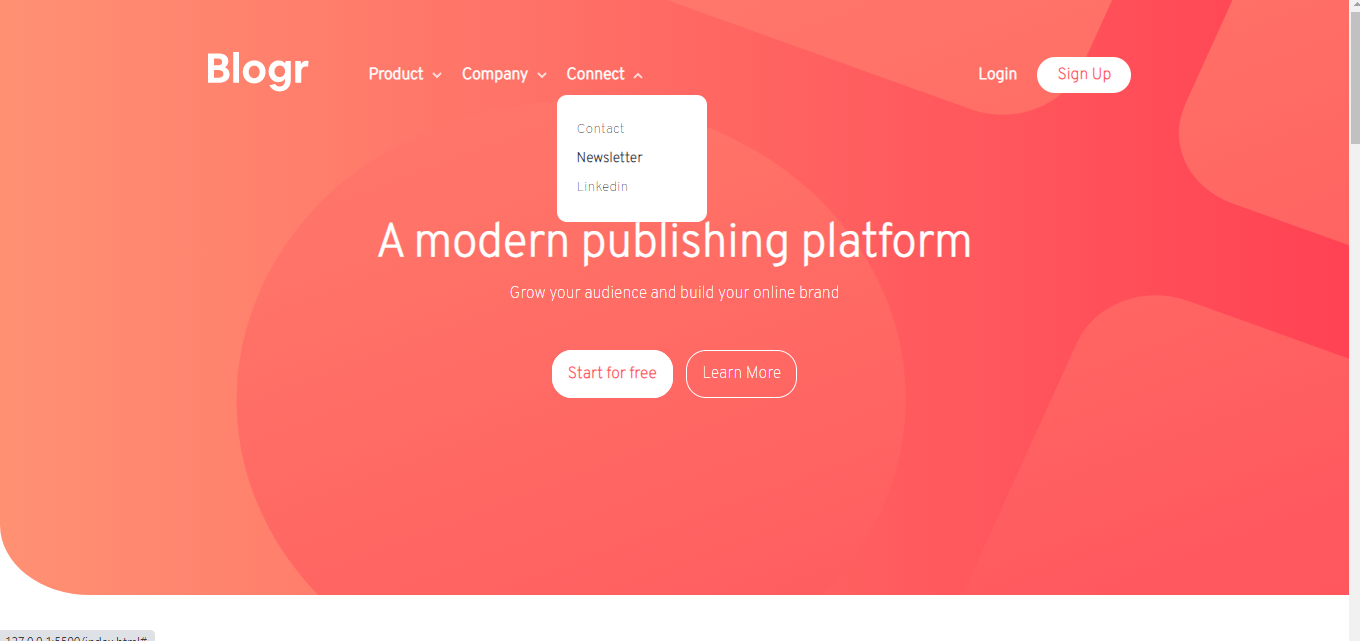 Blogr Product Company Connect Login Sign Up
Contact
Newsletter
Linkedin
A modern publishing platform
Grow your audience and build your online brand
Start for free Learn More
127.0.0.1:5500/index.html#